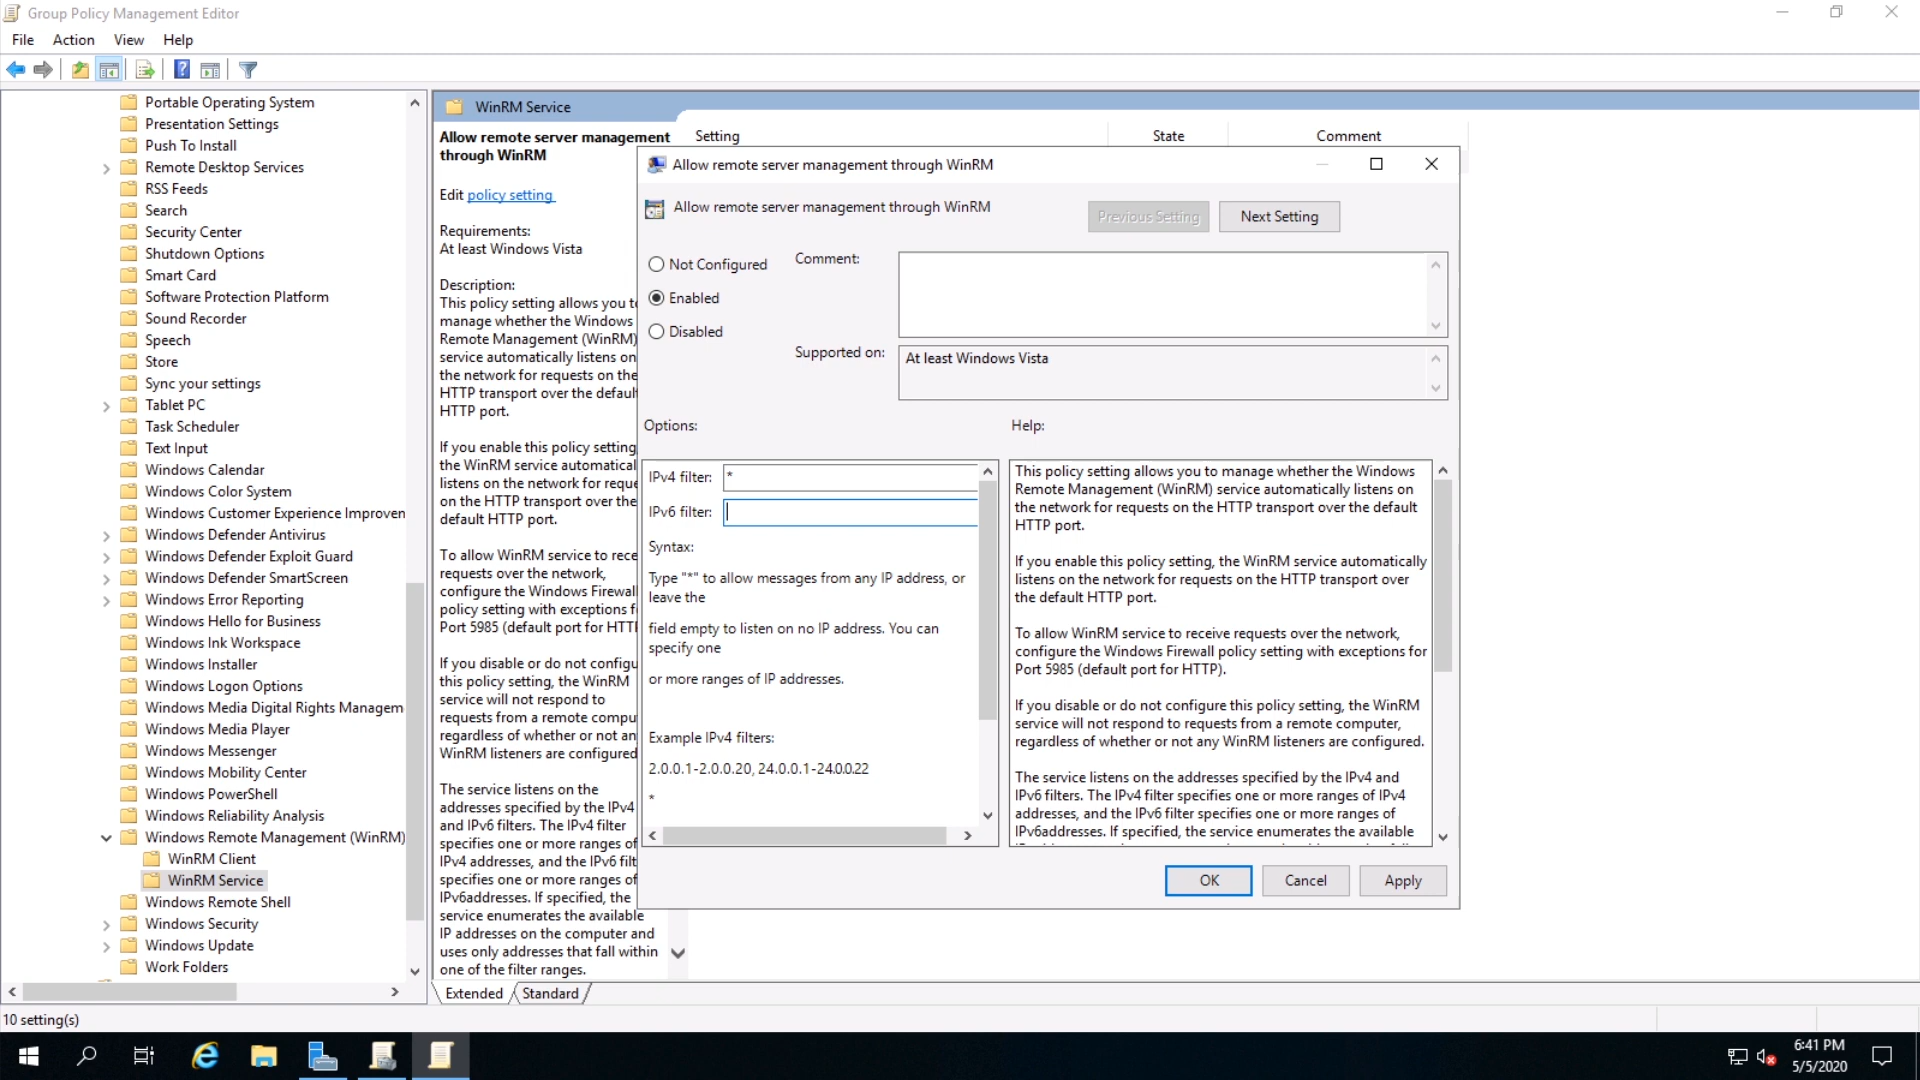 Group Policy Management Editor
File Action View Help
Portable Operating System
Presentation Settings
Push To Install
Remote Desktop Services
RSS Feeds
Search
Security Center
Shutdown Options
Smart Card
Software Protection Platform
Sound Recorder
Speech
Store
Sync your settings
Tablet PC
Task Scheduler
Text Input
Windows Calendar
Windows Color System
Windows Customer Experience Improven
Windows Defender Antivirus
Windows Defender Exploit Guard
Windows Defender SmartScreen
Windows Error Reporting
Windows Hello for Business
Windows Ink Workspace
Windows Installer
Windows Logon Options
Windows Media Digital Rights Managem
Windows Media Player
Windows Messenger
Windows Mobility Center
Windows PowerShell
Windows Reliability Analysis
Windows Remote Management (WinRM)
WinRM Client
WinRM Service
Windows Remote Shell
Windows Security
Windows Update
Work Folders
WinRM Service
Allow remote server management
through WinRM
Edit policy setting
Requirements:
At least Windows Vista
Description:
This policy setting allows you to
manage whether the Windows
Remote Management (WinRM)
service automatically listens on
the network for requests on the
HTTP transport over the default
HTTP port.
If you enable this policy setting,
the WinRM service automatical
listens on the network for reque
on the HTTP transport over the
default HTTP port.
To allow WinRM service to rece
requests over the network,
configure the Windows Firewall
policy setting with exceptions f
Port 5985 (default port for HTTP
If you disable or do not configu
this policy setting, the WinRM
service will not respond to
requests from a remote compu
regardless of whether or not an
WinRM listeners are configured
The service listens on the
addresses specified by the IPv4
and IPv6 filters. The IPv4 filter
specifies one or more ranges of
IPv4 addresses, and the IPv6 filt
specifies one or more ranges of
IPv6addresses. If specified, the
service enumerates the available
IP addresses on the computer and
uses only addresses that fall within
one of the filter ranges.
Setting State Comment
Allow remote server management through WinRM
Allow remote server management through WinRM
Previous Setting Next Setting
Not Configured
Enabled
Disabled
Comment:
Supported on: At least Windows Vista
Options:
IPv4 filter: *
IPv6 filter:
Syntax:
Type "*" to allow messages from any IP address, or
leave the
field empty to listen on no IP address. You can
specify one
or more ranges of IP addresses.
Example IPv4 filters:
2.0.0.1-2.0.0.20, 24.0.0.1-24.0.0.22
*
Help:
This policy setting allows you to manage whether the Windows
Remote Management (WinRM) service automatically listens on
the network for requests on the HTTP transport over the default
HTTP port.
If you enable this policy setting, the WinRM service automatically
listens on the network for requests on the HTTP transport over
the default HTTP port.
To allow WinRM service to receive requests over the network,
configure the Windows Firewall policy setting with exceptions for
Port 5985 (default port for HTTP).
If you disable or do not configure this policy setting, the WinRM
service will not respond to requests from a remote computer,
regardless of whether or not any WinRM listeners are configured.
The service listens on the addresses specified by the IPv4 and
IPv6 filters. The IPv4 filter specifies one or more ranges of IPv4
addresses, and the IPv6 filter specifies one or more ranges of
IPv6addresses. If specified, the service enumerates the available
OK Cancel Apply
Extended Standard
10 setting(s)
6:41 PM
5/5/2020